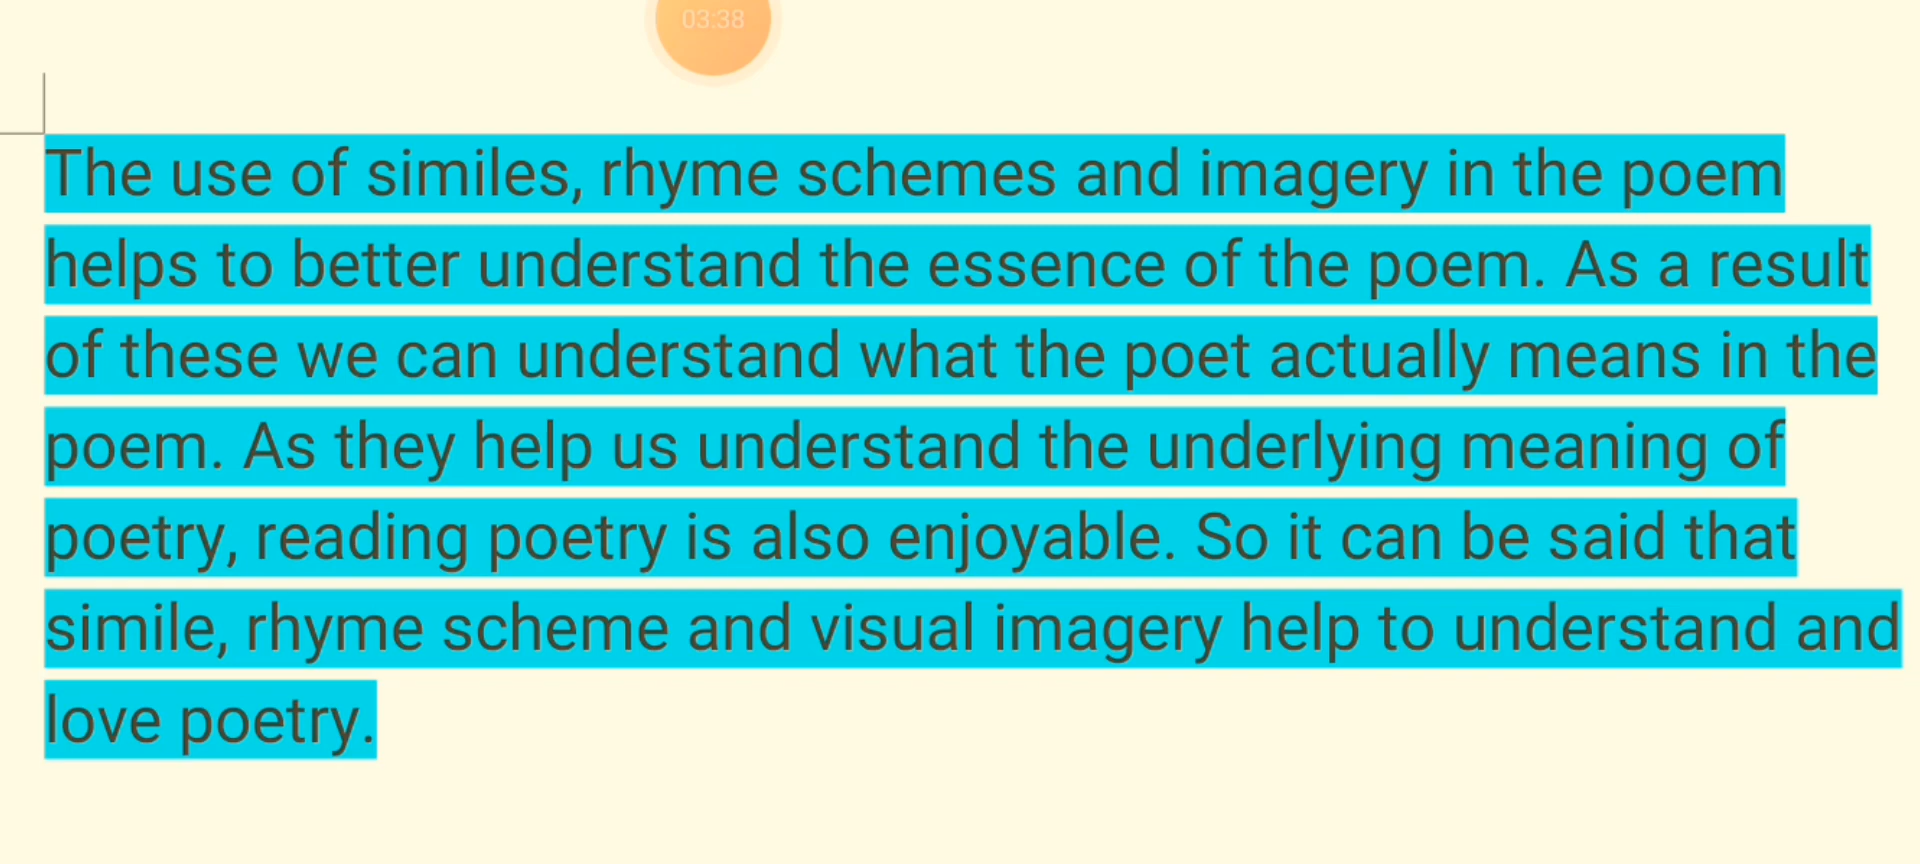 03:38
The use of similes, rhyme schemes and imagery in the poem
helps to better understand the essence of the poem. As a result
of these we can understand what the poet actually means in the
poem. As they help us understand the underlying meaning of
poetry, reading poetry is also enjoyable. So it can be said that
simile, rhyme scheme and visual imagery help to understand and
love poetry.